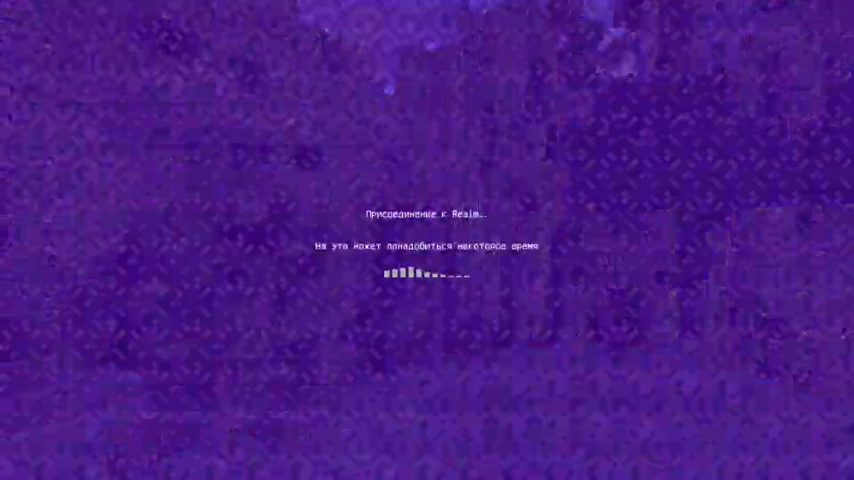 Присоединение к Realm...
На это может понадобиться некоторое время